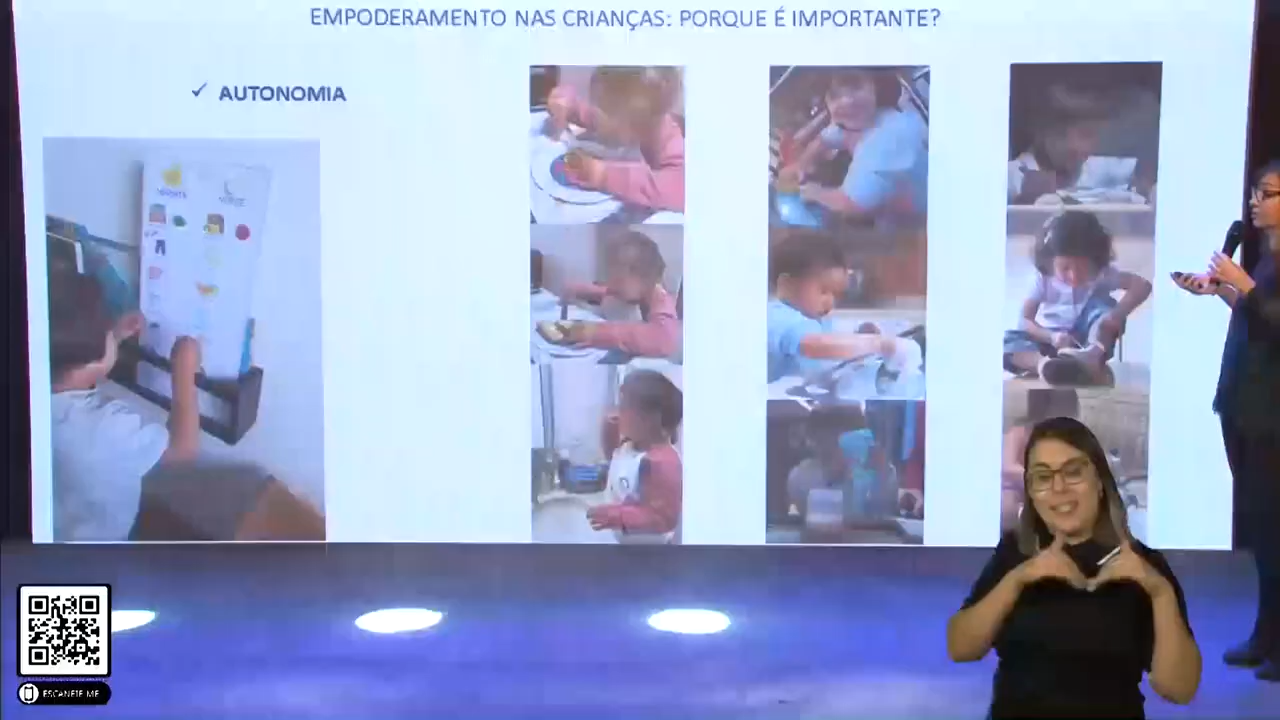 EMPODERAMENTO NAS CRIANÇAS: PORQUE É IMPORTANTE?
✓ AUTONOMIA
ESCANEIE-ME